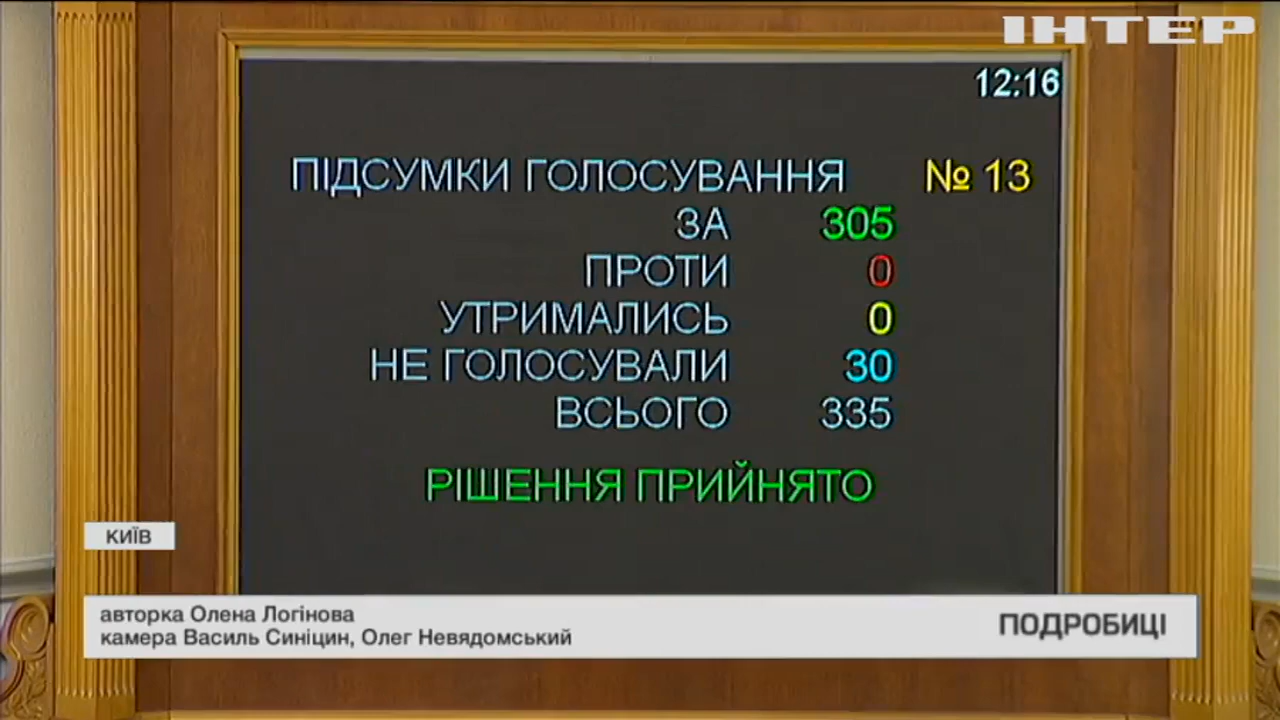 ІНТЕР
12:16
ПІДСУМКИ ГОЛОСУВАННЯ № 13
ЗА 305
ПРОТИ 0
УТРИМАЛИСЬ 0
НЕ ГОЛОСУВАЛИ 30
ВСЬОГО 335
РІШЕННЯ ПРИЙНЯТО
КИЇВ
авторка Олена Логінова
камера Василь Синіцин, Олег Невядомський
ПОДРОБИЦІ